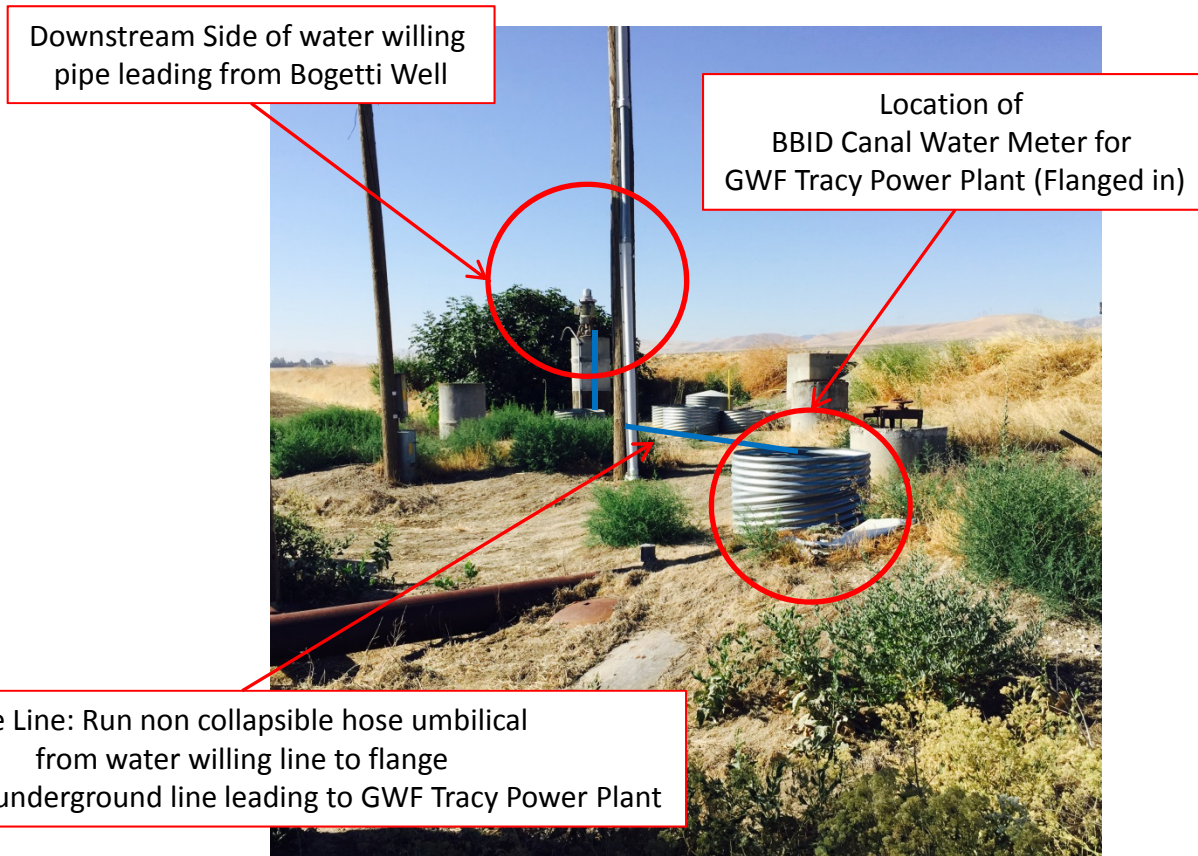 Downstream Side of water willing
pipe leading from Bogetti Well
Location of
BBID Canal Water Meter for
GWF Tracy Power Plant (Flanged in)
Line: Run non collapsible hose umbilical
from water willing line to flange
underground line leading to GWF Tracy Power Plant